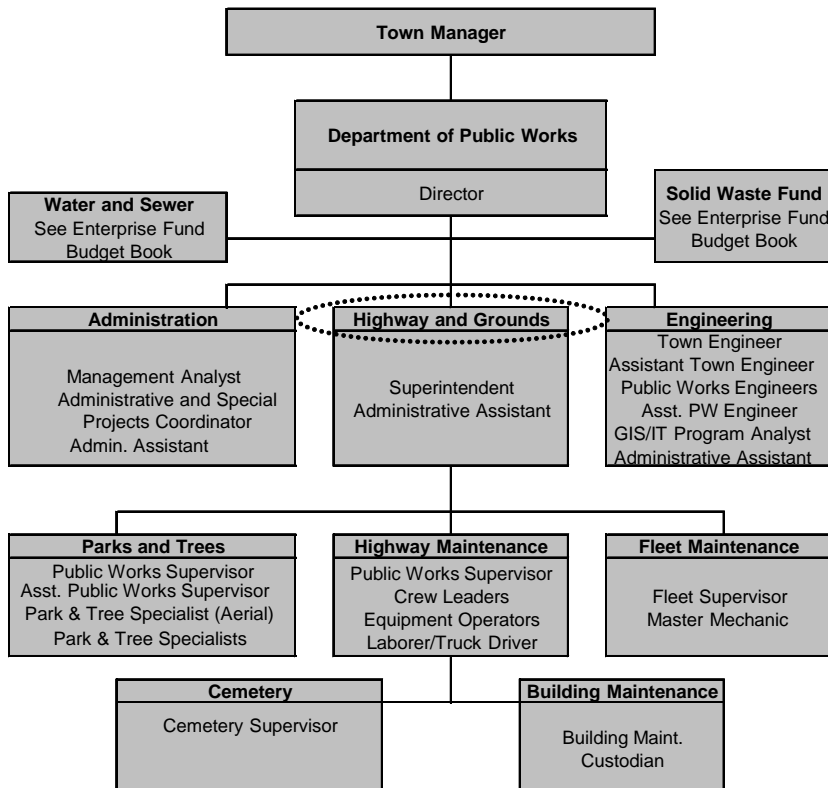 Town Manager
Department of Public Works
Director
Water and Sewer
See Enterprise Fund
Budget Book
Solid Waste Fund
See Enterprise Fund
Budget Book
Administration
Management Analyst
Administrative and Special
Projects Coordinator
Admin. Assistant
Highway and Grounds
Superintendent
Administrative Assistant
Engineering
Town Engineer
Assistant Town Engineer
Public Works Engineers
Asst. PW Engineer
GIS/IT Program Analyst
Administrative Assistant
Parks and Trees
Public Works Supervisor
Asst. Public Works Supervisor
Park & Tree Specialist (Aerial)
Park & Tree Specialists
Highway Maintenance
Public Works Supervisor
Crew Leaders
Equipment Operators
Laborer/Truck Driver
Fleet Maintenance
Fleet Supervisor
Master Mechanic
Cemetery
Cemetery Supervisor
Building Maintenance
Building Maint.
Custodian